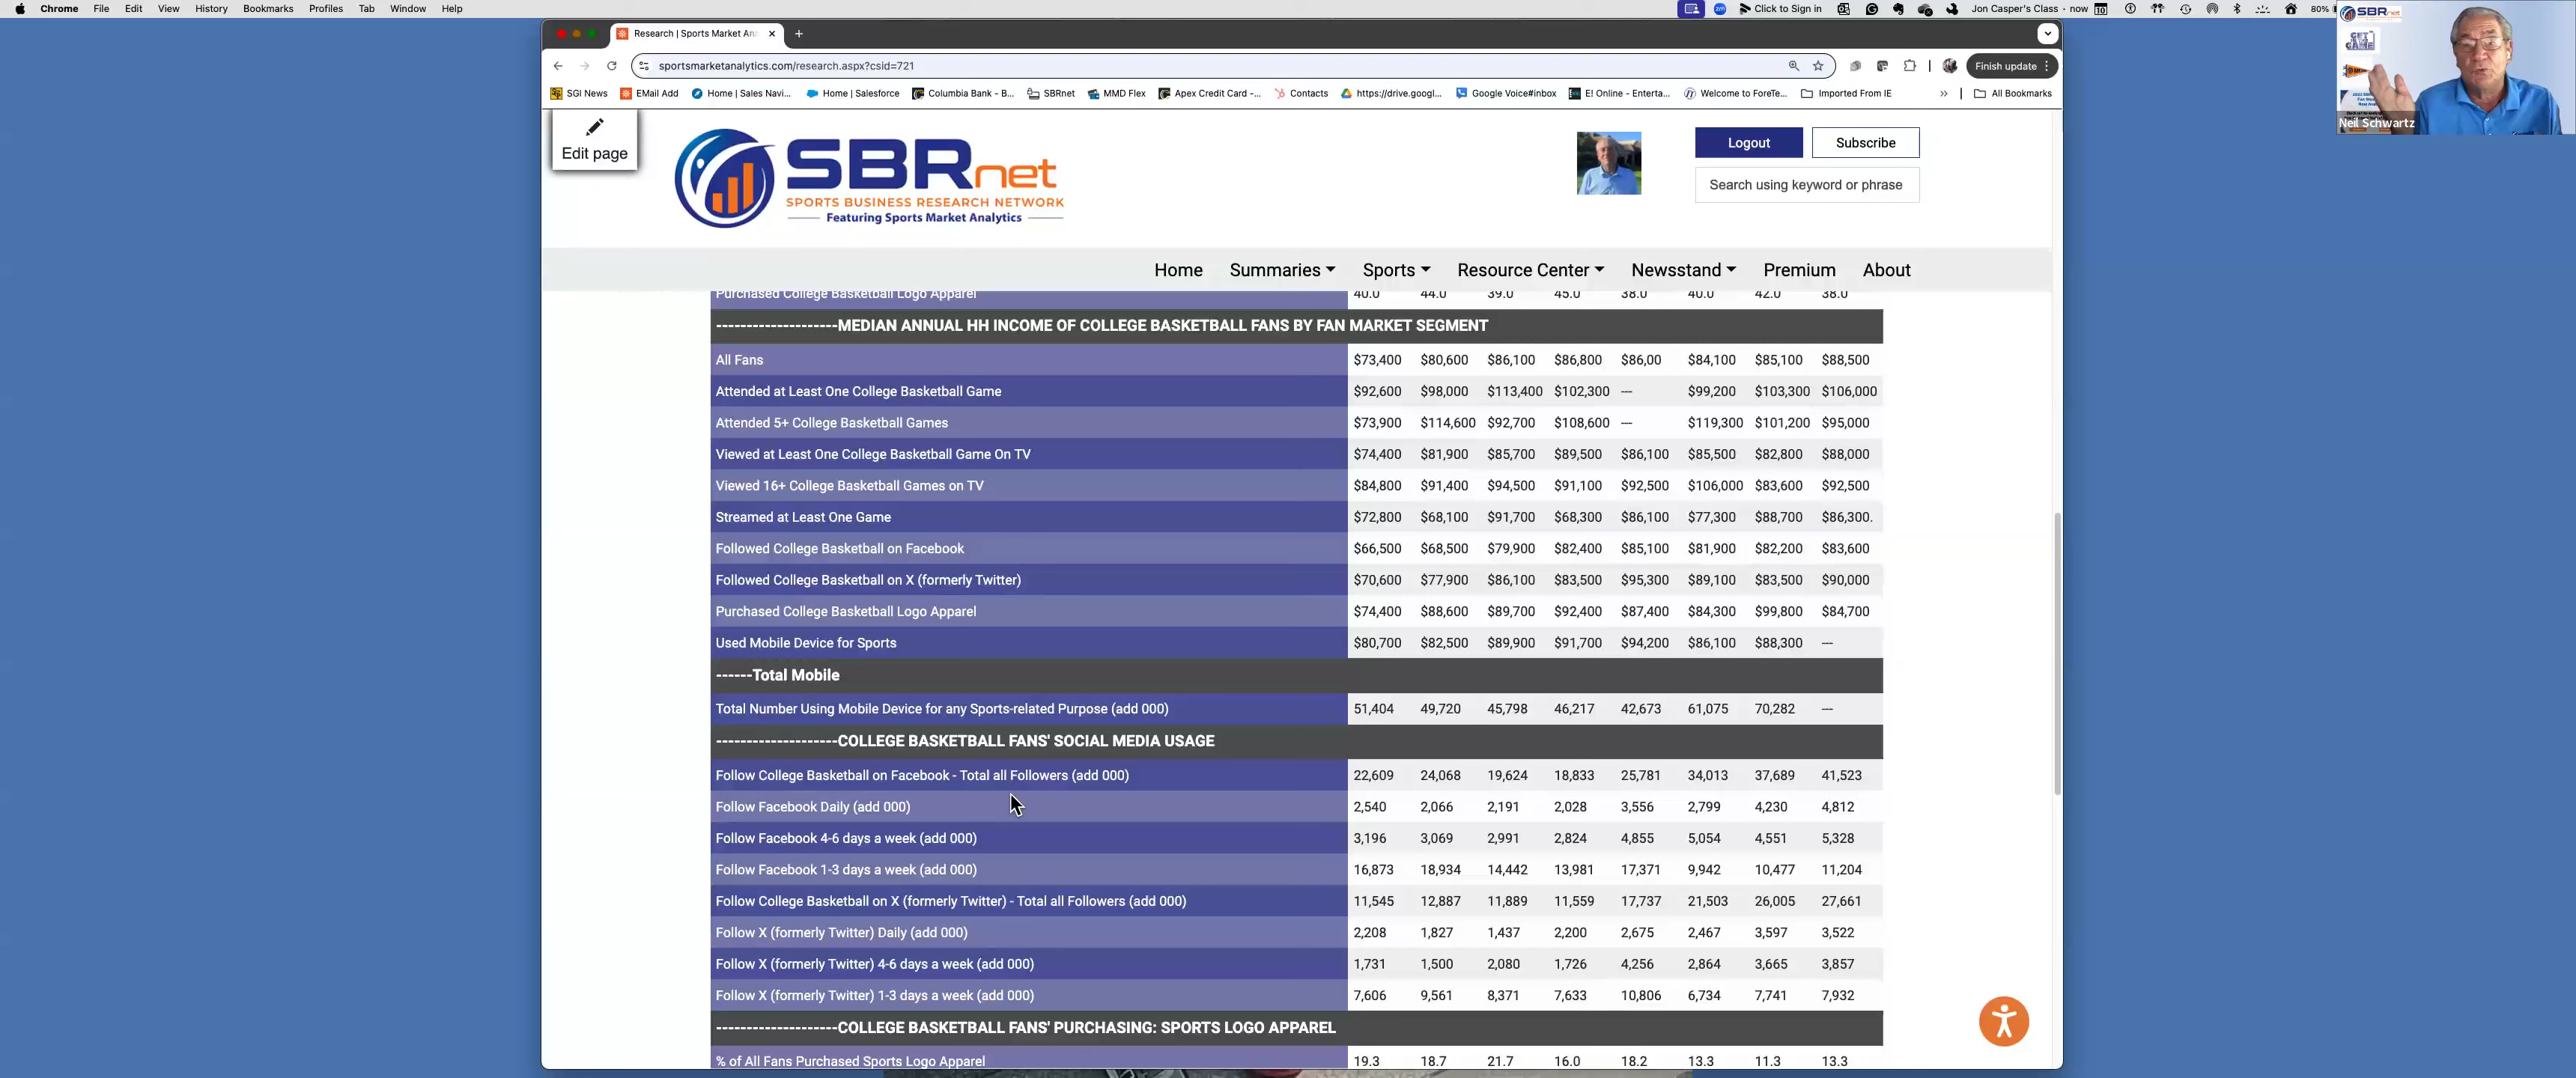 Chrome File Edit View History Bookmarks Profiles Tab Window Help Click to Sign in Jon Casper's Class • now 80%
Research | Sports Market An
sportsmarketanalytics.com/research.aspx?csid=721 Finish update
SGI News EMail Add Home | Sales Navi... Home | Salesforce Columbia Bank - B... SBRnet MMD Flex Apex Credit Card -... Contacts https://drive.googl... Google Voice#inbox E! Online - Enterta... Welcome to ForeTe... Imported From IE » All Bookmarks
SBRnet
GET
GAME
Neil Schwartz
Edit page
SBRnet
SPORTS BUSINESS RESEARCH NETWORK
Featuring Sports Market Analytics
Logout Subscribe
Search using keyword or phrase
Home Summaries Sports Resource Center Newsstand Premium About
Purchased College Basketball Logo Apparel 40.0 44.0 39.0 45.0 38.0 40.0 42.0 38.0
--------------------MEDIAN ANNUAL HH INCOME OF COLLEGE BASKETBALL FANS BY FAN MARKET SEGMENT
All Fans $73,400 $80,600 $86,100 $86,800 $86,00 $84,100 $85,100 $88,500
Attended at Least One College Basketball Game $92,600 $98,000 $113,400 $102,300 --- $99,200 $103,300 $106,000
Attended 5+ College Basketball Games $73,900 $114,600 $92,700 $108,600 --- $119,300 $101,200 $95,000
Viewed at Least One College Basketball Game On TV $74,400 $81,900 $85,700 $89,500 $86,100 $85,500 $82,800 $88,000
Viewed 16+ College Basketball Games on TV $84,800 $91,400 $94,500 $91,100 $92,500 $106,000 $83,600 $92,500
Streamed at Least One Game $72,800 $68,100 $91,700 $68,300 $86,100 $77,300 $88,700 $86,300.
Followed College Basketball on Facebook $66,500 $68,500 $79,900 $82,400 $85,100 $81,900 $82,200 $83,600
Followed College Basketball on X (formerly Twitter) $70,600 $77,900 $86,100 $83,500 $95,300 $89,100 $83,500 $90,000
Purchased College Basketball Logo Apparel $74,400 $88,600 $89,700 $92,400 $87,400 $84,300 $99,800 $84,700
Used Mobile Device for Sports $80,700 $82,500 $89,900 $91,700 $94,200 $86,100 $88,300 ---
------Total Mobile
Total Number Using Mobile Device for any Sports-related Purpose (add 000) 51,404 49,720 45,798 46,217 42,673 61,075 70,282 ---
--------------------COLLEGE BASKETBALL FANS' SOCIAL MEDIA USAGE
Follow College Basketball on Facebook - Total all Followers (add 000) 22,609 24,068 19,624 18,833 25,781 34,013 37,689 41,523
Follow Facebook Daily (add 000) 2,540 2,066 2,191 2,028 3,556 2,799 4,230 4,812
Follow Facebook 4-6 days a week (add 000) 3,196 3,069 2,991 2,824 4,855 5,054 4,551 5,328
Follow Facebook 1-3 days a week (add 000) 16,873 18,934 14,442 13,981 17,371 9,942 10,477 11,204
Follow College Basketball on X (formerly Twitter) - Total all Followers (add 000) 11,545 12,887 11,889 11,559 17,737 21,503 26,005 27,661
Follow X (formerly Twitter) Daily (add 000) 2,208 1,827 1,437 2,200 2,675 2,467 3,597 3,522
Follow X (formerly Twitter) 4-6 days a week (add 000) 1,731 1,500 2,080 1,726 4,256 2,864 3,665 3,857
Follow X (formerly Twitter) 1-3 days a week (add 000) 7,606 9,561 8,371 7,633 10,806 6,734 7,741 7,932
--------------------COLLEGE BASKETBALL FANS' PURCHASING: SPORTS LOGO APPAREL
% of All Fans Purchased Sports Logo Apparel 19.3 18.7 21.7 16.0 18.2 13.3 11.3 13.3